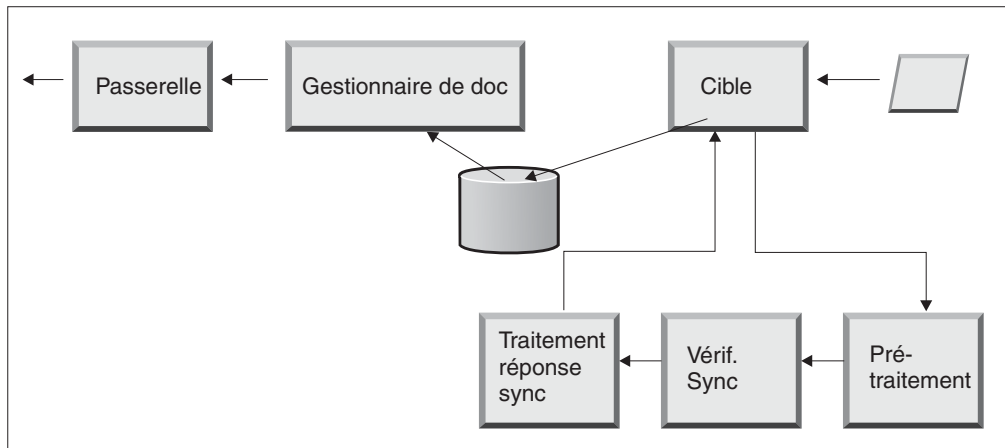 Passerelle
Gestionnaire de doc
Cible
Traitement
réponse
sync
Vérif.
Sync
Pré-
traitement